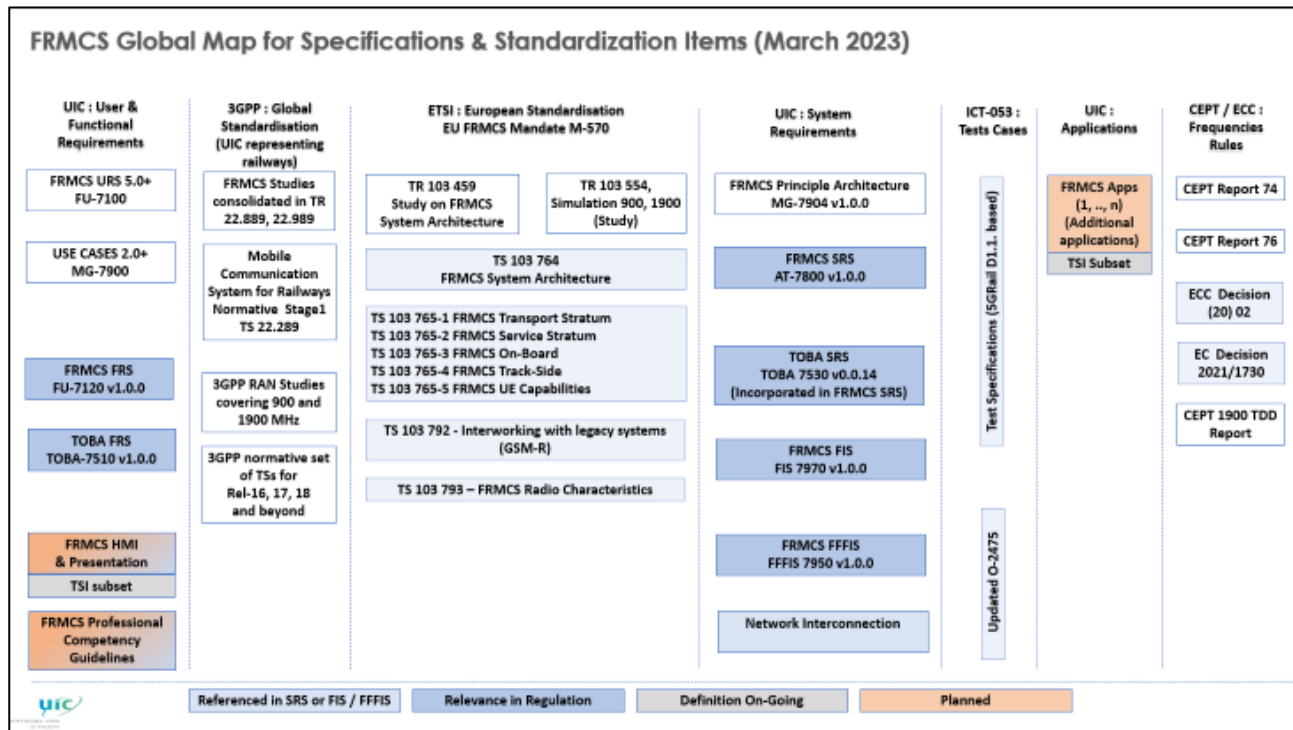 FRMCS Global Map for Specifications & Standardization Items (March 2023)
UIC : User &
Functional
Requirements
FRMCS URS 5.0+
FU-7100
USE CASES 2.0+
MG-7900
FRMCS FRS
FU-7120 v1.0.0
TOBA FRS
TOBA-7510 v1.0.0
FRMCS HMI
& Presentation
TSI subset
FRMCS Professional
Competency
Guidelines
3GPP : Global
Standardisation
(UIC representing
railways)
FRMCS Studies
consolidated in TR
22.889, 22.989
Mobile
Communication
System for Railways
Normative Stage1
TS 22.289
3GPP RAN Studies
covering 900 and
1900 MHz
3GPP normative set
of TSs for
Rel-16, 17, 18
and beyond
ETSI : European Standardisation
EU FRMCS Mandate M-570
TR 103 459
Study on FRMCS
System Architecture
TR 103 554,
Simulation 900, 1900
(Study)
TS 103 764
FRMCS System Architecture
TS 103 765-1 FRMCS Transport Stratum
TS 103 765-2 FRMCS Service Stratum
TS 103 765-3 FRMCS On-Board
TS 103 765-4 FRMCS Track-Side
TS 103 765-5 FRMCS UE Capabilities
TS 103 792 - Interworking with legacy systems
(GSM-R)
TS 103 793 – FRMCS Radio Characteristics
UIC : System
Requirements
FRMCS Principle Architecture
MG-7904 v1.0.0
FRMCS SRS
AT-7800 v1.0.0
TOBA SRS
TOBA 7530 v0.0.14
(Incorporated in FRMCS SRS)
FRMCS FIS
FIS 7970 v1.0.0
FRMCS FFFIS
FFFIS 7950 v1.0.0
Network Interconnection
ICT-053 :
Tests Cases
Test Specifications (5GRail D1.1. based)
Updated O-2475
UIC :
Applications
FRMCS Apps
(1, .., n)
(Additional
applications)
TSI Subset
CEPT / ECC :
Frequencies
Rules
CEPT Report 74
CEPT Report 76
ECC Decision
(20) 02
EC Decision
2021/1730
CEPT 1900 TDD
Report
uic
Referenced in SRS or FIS / FFFIS
Relevance in Regulation
Definition On-Going
Planned